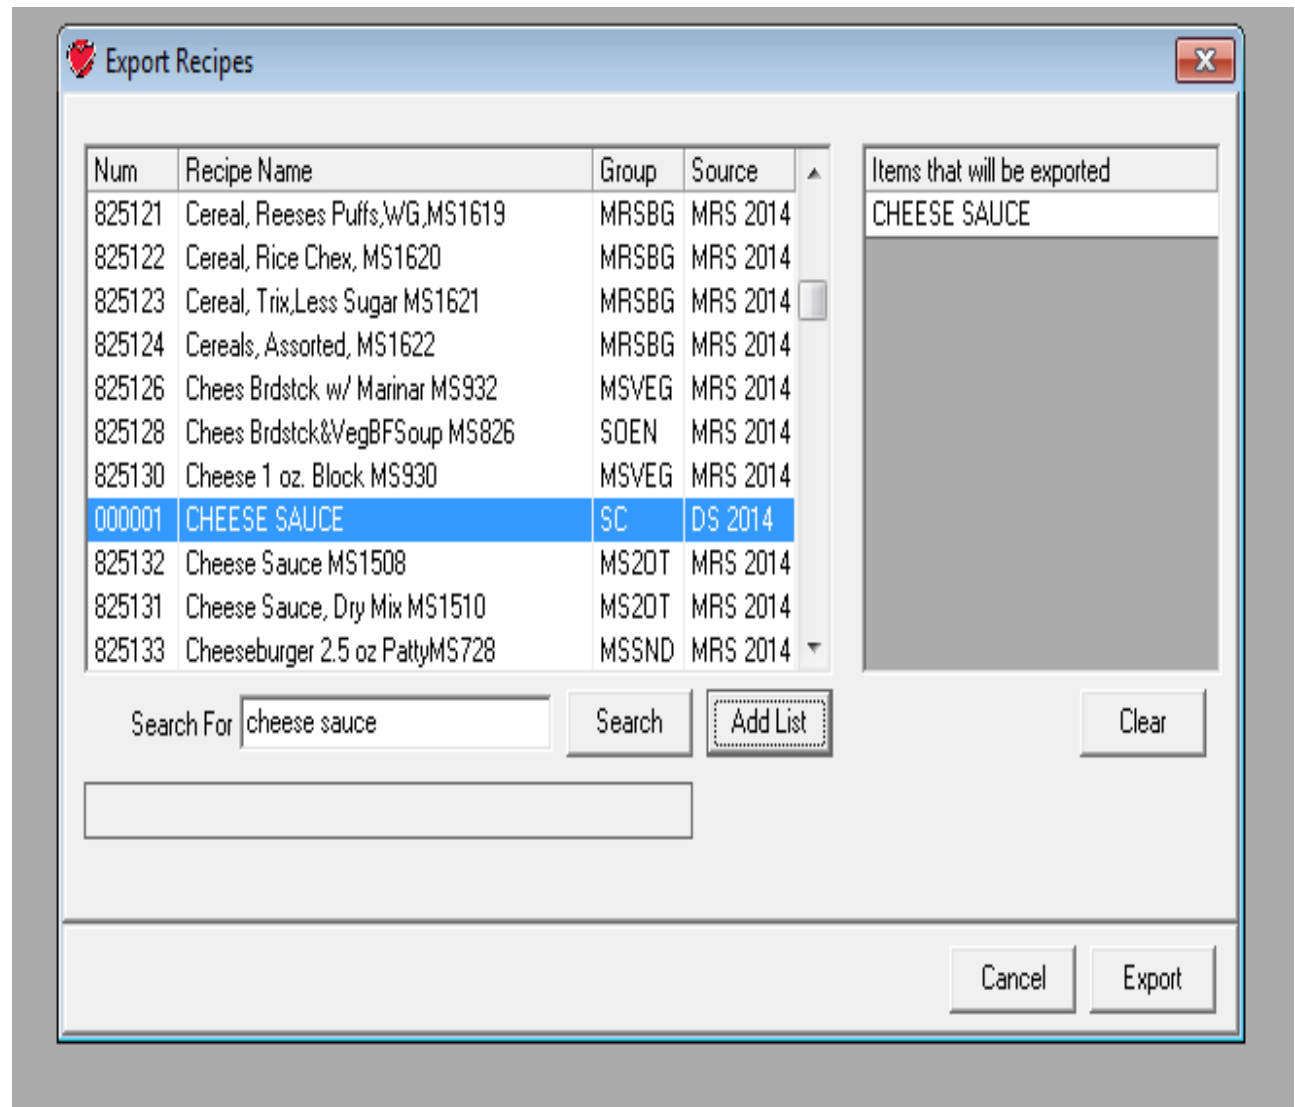 Export Recipes
Num Recipe Name Group Source
825121 Cereal, Reeses Puffs,WG,MS1619 MRSBG MRS 2014
825122 Cereal, Rice Chex, MS1620 MRSBG MRS 2014
825123 Cereal, Trix,Less Sugar MS1621 MRSBG MRS 2014
825124 Cereals, Assorted, MS1622 MRSBG MRS 2014
825126 Chees Brdstck w/ Marinar MS932 MSVEG MRS 2014
825128 Chees Brdstck&VegBFSoup MS826 SOEN MRS 2014
825130 Cheese 1 oz. Block MS930 MSVEG MRS 2014
000001 CHEESE SAUCE SC DS 2014
825132 Cheese Sauce MS1508 MS2OT MRS 2014
825131 Cheese Sauce, Dry Mix MS1510 MS2OT MRS 2014
825133 Cheeseburger 2.5 oz PattyMS728 MSSND MRS 2014
Items that will be exported
CHEESE SAUCE
Search For cheese sauce Search Add List Clear
Cancel Export